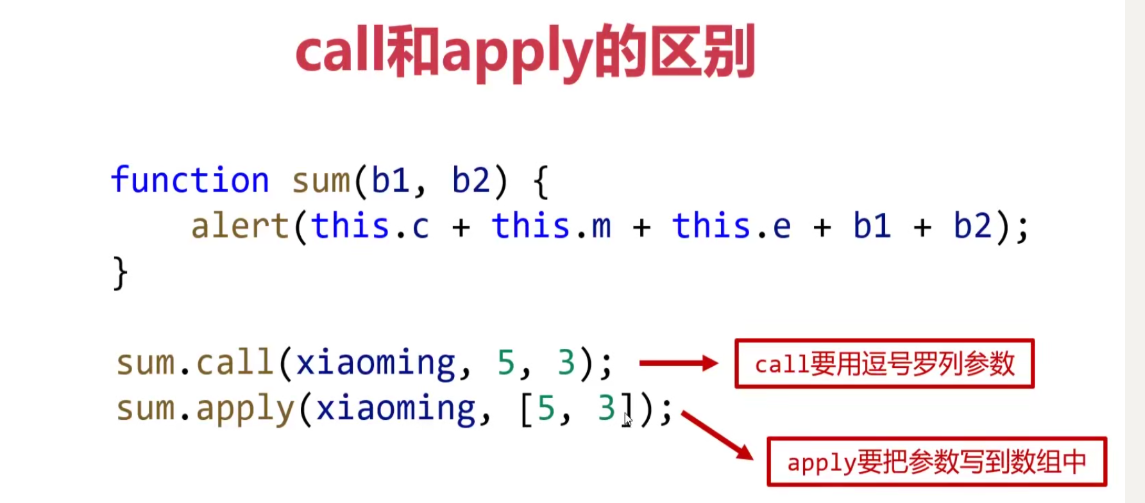 call和apply的区别
function sum(b1, b2) {
    alert(this.c + this.m + this.e + b1 + b2);
}
sum.call(xiaoming, 5, 3);
call要用逗号罗列参数
sum.apply(xiaoming, [5, 3]);
apply要把参数写到数组中